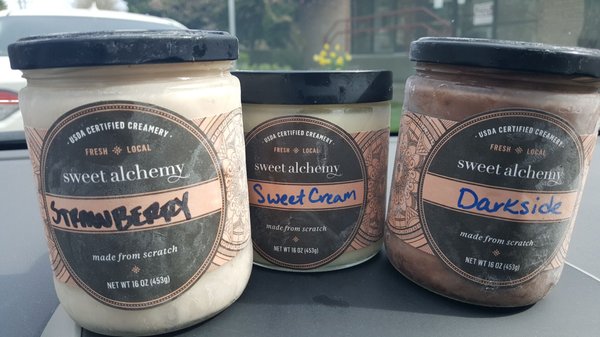 USDA CERTIFIED CREAMERY
FRESH LOCAL
sweet alchemy
STRAWBERRY
made from scratch
NET WT 16 OZ (453g)
USDA CERTIFIED CREAMERY
FRESH LOCAL
sweet alchemy
Sweet Cream
made from scratch
NET WT 16 OZ (453g)
USDA CERTIFIED CREAMERY
FRESH LOCAL
sweet alchemy
Darkside
made from scratch
NET WT 16 OZ (453g)